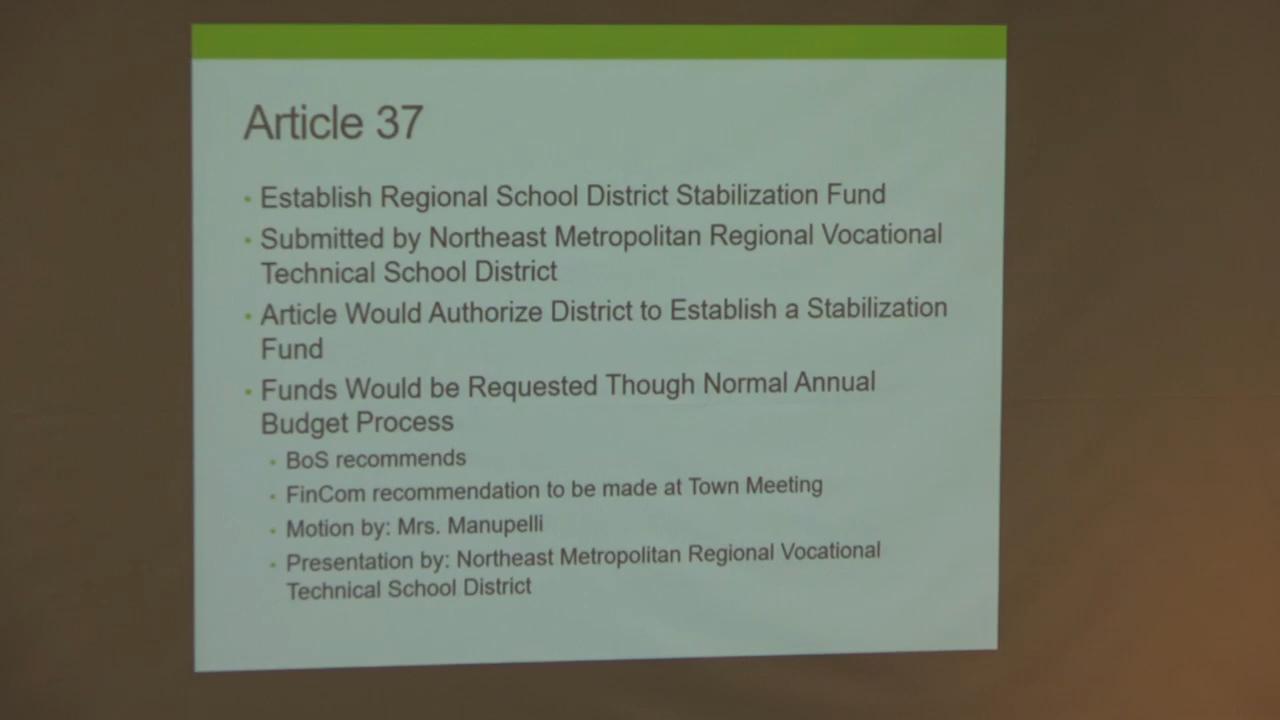 Article 37
• Establish Regional School District Stabilization Fund
• Submitted by Northeast Metropolitan Regional Vocational
Technical School District
• Article Would Authorize District to Establish a Stabilization
Fund
• Funds Would be Requested Though Normal Annual
Budget Process
• BoS recommends
• FinCom recommendation to be made at Town Meeting
• Motion by: Mrs. Manupelli
• Presentation by: Northeast Metropolitan Regional Vocational
Technical School District